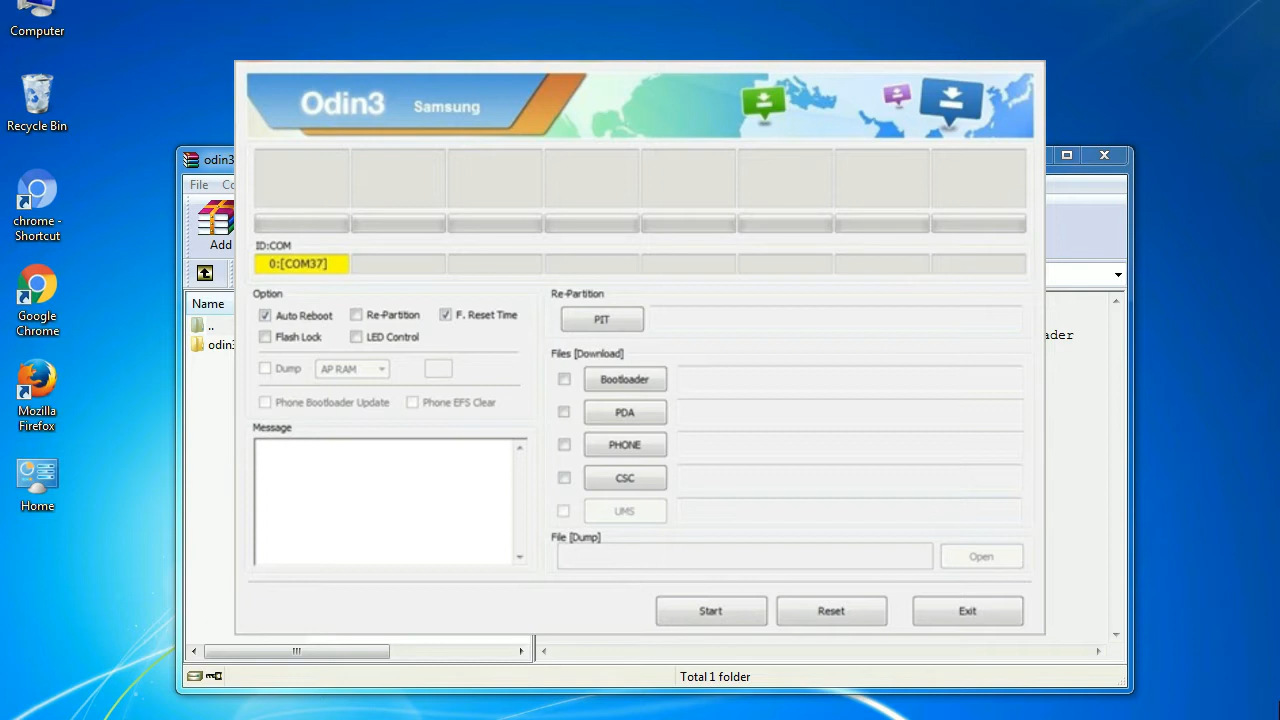 Computer
Recycle Bin
chrome -
Shortcut
Google
Chrome
Mozilla
Firefox
Home
odin3
File
Add
Name
..
odin3
Odin3 Samsung
ID:COM
0:[COM37]
Option
Auto Reboot Re-Partition F. Reset Time
Flash Lock LED Control
Dump AP RAM
Phone Bootloader Update Phone EFS Clear
Message
Re-Partition
PIT
Files [Download]
Bootloader
PDA
PHONE
CSC
UMS
File [Dump]
Open
Start Reset Exit
ader
Total 1 folder